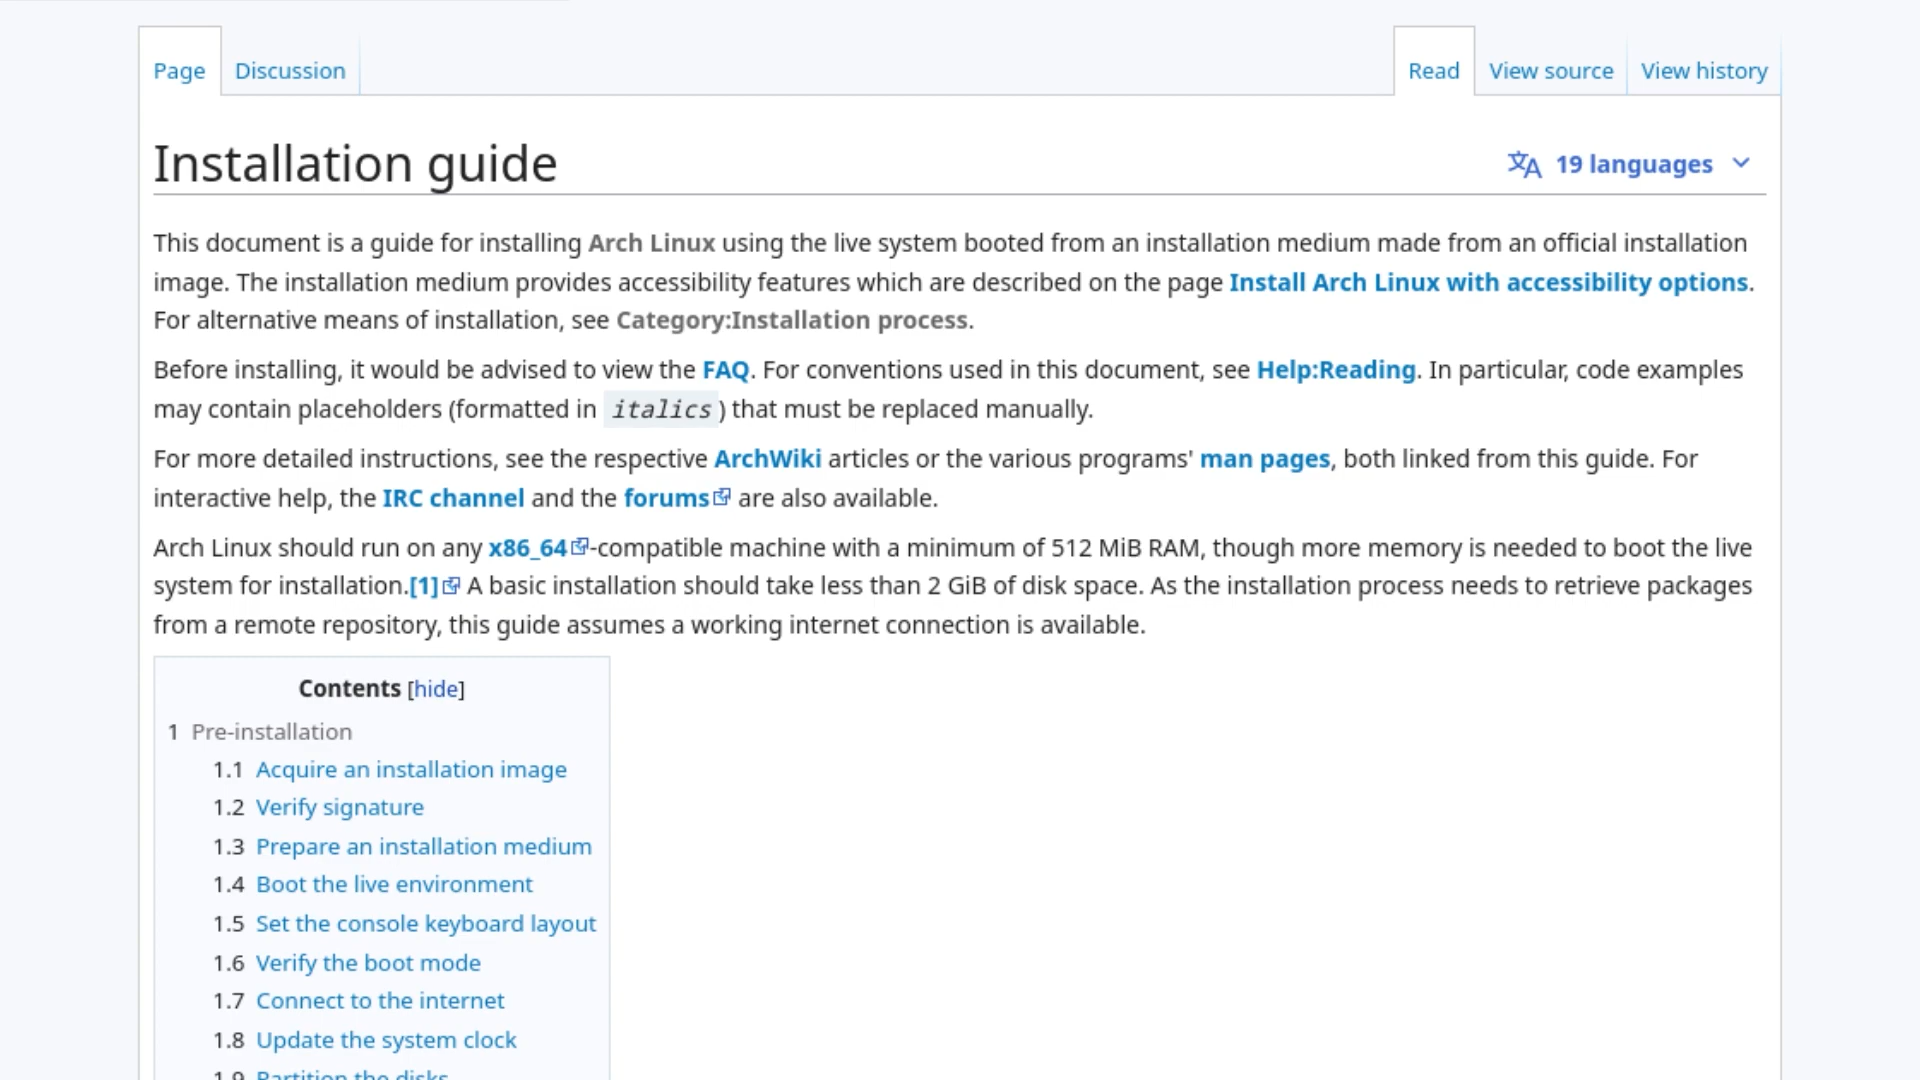 Page Discussion Read View source View history
Installation guide
19 languages
This document is a guide for installing Arch Linux using the live system booted from an installation medium made from an official installation
image. The installation medium provides accessibility features which are described on the page Install Arch Linux with accessibility options.
For alternative means of installation, see Category:Installation process.
Before installing, it would be advised to view the FAQ. For conventions used in this document, see Help:Reading. In particular, code examples
may contain placeholders (formatted in italics) that must be replaced manually.
For more detailed instructions, see the respective ArchWiki articles or the various programs' man pages, both linked from this guide. For
interactive help, the IRC channel and the forums are also available.
Arch Linux should run on any x86_64-compatible machine with a minimum of 512 MiB RAM, though more memory is needed to boot the live
system for installation.[1] A basic installation should take less than 2 GiB of disk space. As the installation process needs to retrieve packages
from a remote repository, this guide assumes a working internet connection is available.
Contents [hide]
1 Pre-installation
1.1 Acquire an installation image
1.2 Verify signature
1.3 Prepare an installation medium
1.4 Boot the live environment
1.5 Set the console keyboard layout
1.6 Verify the boot mode
1.7 Connect to the internet
1.8 Update the system clock
1.9 Partition the disks